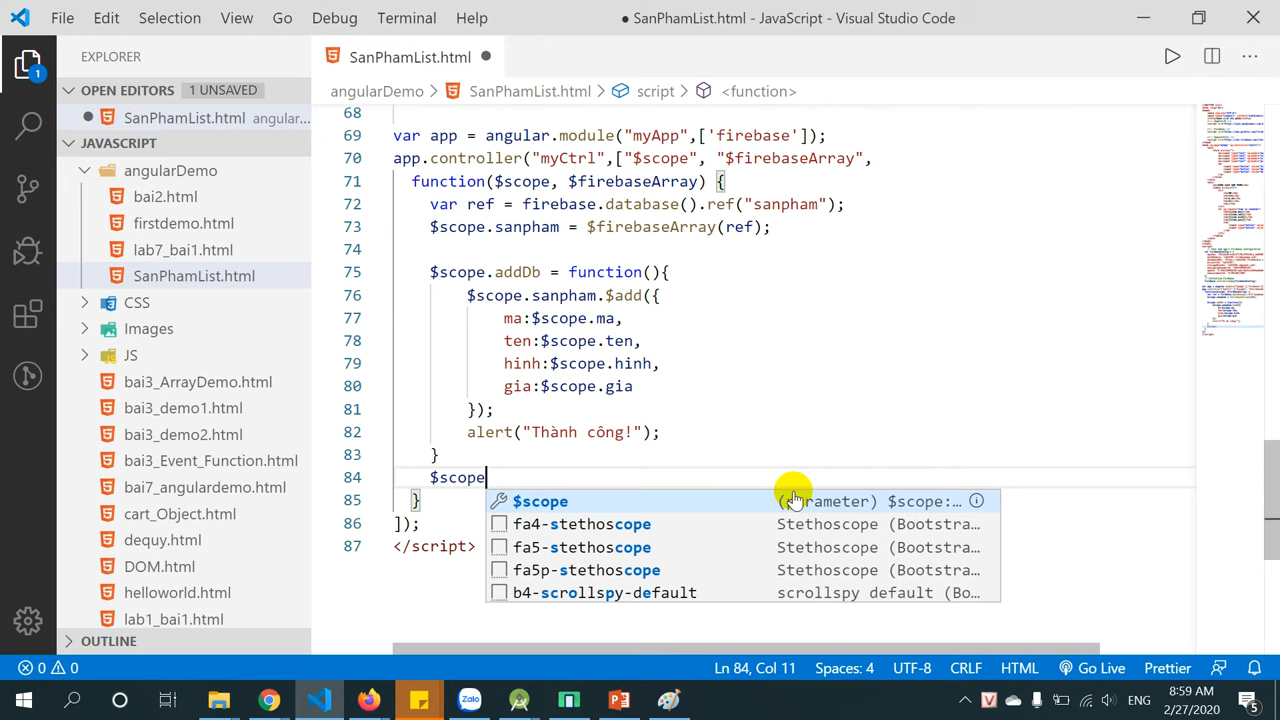 File Edit Selection View Go Debug Terminal Help
● SanPhamList.html - JavaScript - Visual Studio Code
EXPLORER
SanPhamList.html
OPEN EDITORS 1 UNSAVED
angularDemo > SanPhamList.html > script > <function>
SanPhamList.html angular...
JAVASCRIPT
angularDemo
bai2.html
firstdemo.html
lab7_bai1.html
SanPhamList.html
CSS
Images
JS
bai3_ArrayDemo.html
bai3_demo1.html
bai3_demo2.html
bai3_Event_Function.html
bai7_angulardemo.html
cart_Object.html
dequy.html
DOM.html
helloworld.html
lab1_bai1.html
OUTLINE
1
68
69 var app = angular.module("myApp",["firebase"]);
70 app.controller("myCtrl",["$scope", "$firebaseArray",
71 function($scope, $firebaseArray) {
72 var ref = firebase.database().ref("sanpham");
73 $scope.sanpham = $firebaseArray(ref);
74
75 $scope.addDb = function(){
76 $scope.sanpham.$add({
77 ma:$scope.ma,
78 ten:$scope.ten,
79 hinh:$scope.hinh,
80 gia:$scope.gia
81 });
82 alert("Thành công!");
83 }
84 $scope
85 }
86 ]);
87 </script>
$scope (parameter) $scope:...
fa4-stethoscope Stethoscope (Bootstra...
fa5-stethoscope Stethoscope (Bootstra...
fa5p-stethoscope Stethoscope (Bootstra...
b4-scrollspy-default scrollspy default (Bo...
0 0
Ln 84, Col 11 Spaces: 4 UTF-8 CRLF HTML Go Live Prettier
Zalo
ENG
8:59 AM
2/27/2020
5